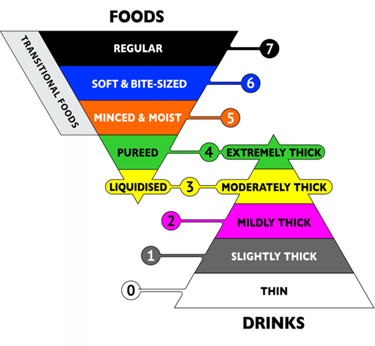 FOODS
TRANSITIONAL FOODS
REGULAR 7
SOFT & BITE-SIZED 6
MINCED & MOIST 5
PUREED 4 EXTREMELY THICK
LIQUIDISED 3 MODERATELY THICK
2 MILDLY THICK
1 SLIGHTLY THICK
0 THIN
DRINKS